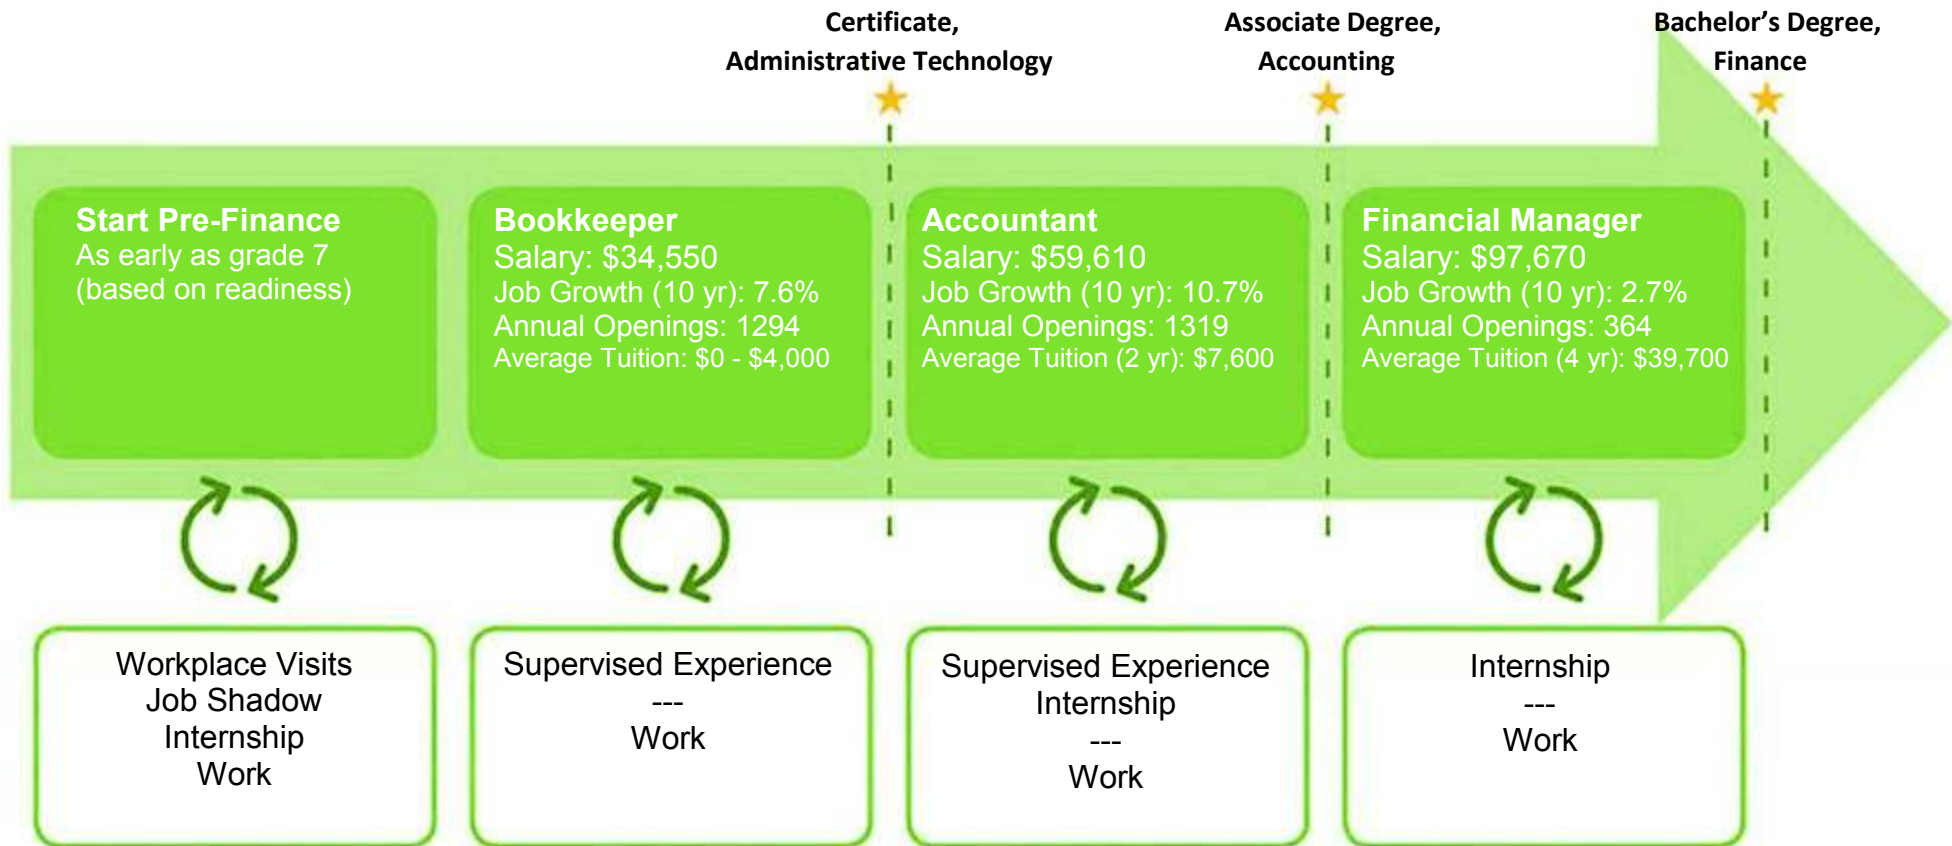 Certificate,
Administrative Technology
Associate Degree,
Accounting
Bachelor’s Degree,
Finance
Start Pre-Finance
As early as grade 7
(based on readiness)
Bookkeeper
Salary: $34,550
Job Growth (10 yr): 7.6%
Annual Openings: 1294
Average Tuition: $0 - $4,000
Accountant
Salary: $59,610
Job Growth (10 yr): 10.7%
Annual Openings: 1319
Average Tuition (2 yr): $7,600
Financial Manager
Salary: $97,670
Job Growth (10 yr): 2.7%
Annual Openings: 364
Average Tuition (4 yr): $39,700
Workplace Visits
Job Shadow
Internship
Work
Supervised Experience
---
Work
Supervised Experience
Internship
---
Work
Internship
---
Work